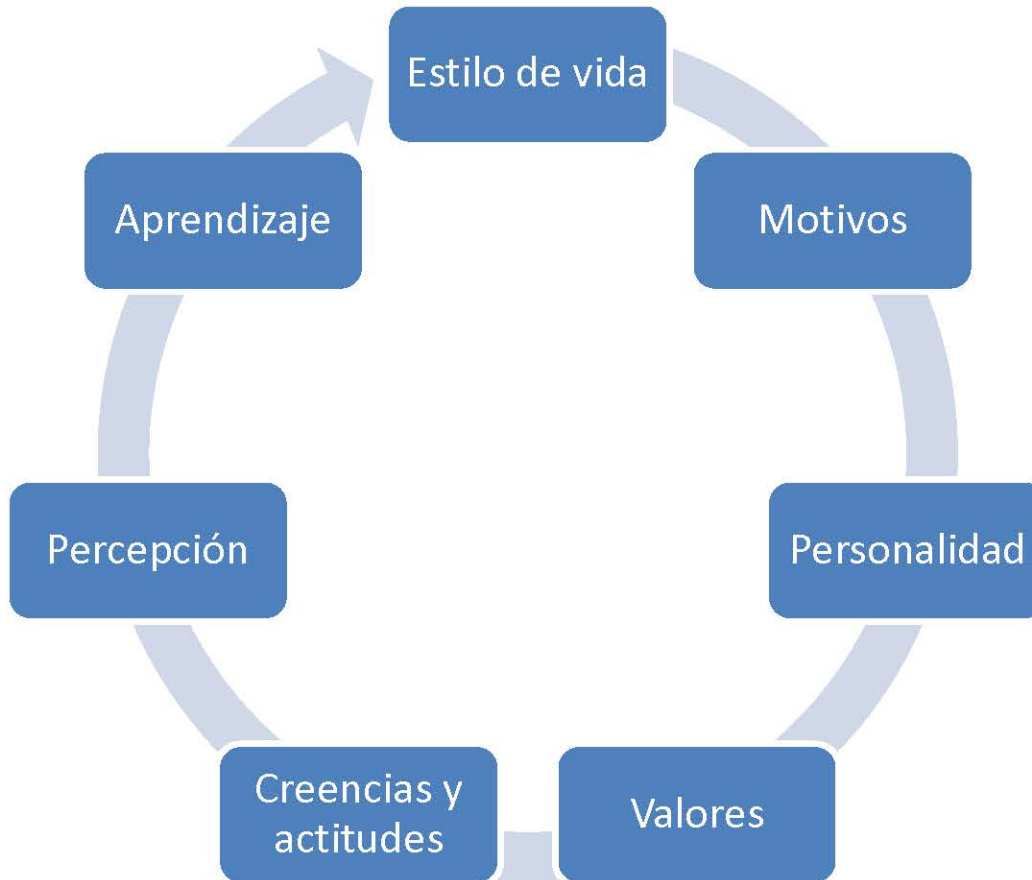 Estilo de vida
Motivos
Personalidad
Valores
Creencias y
actitudes
Percepción
Aprendizaje